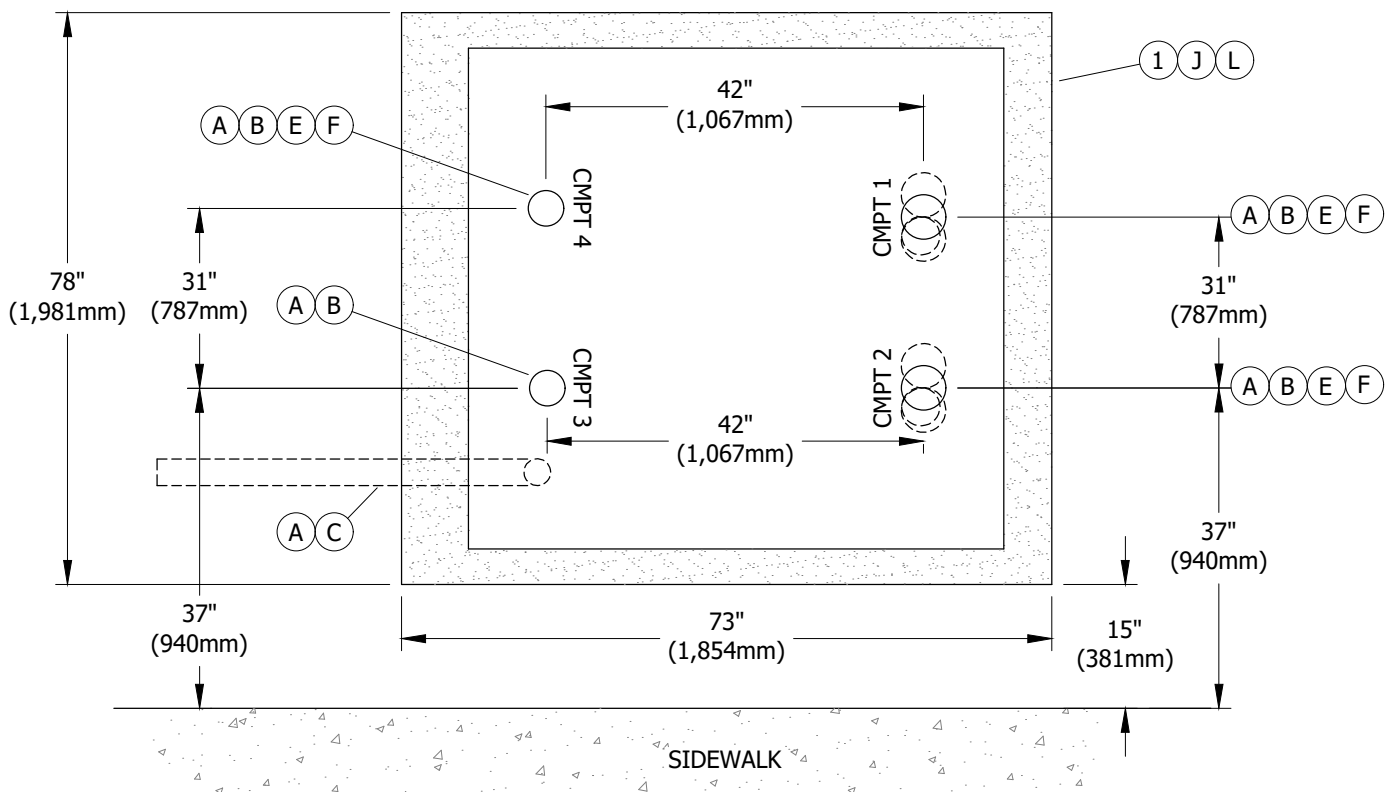 1 J L
42"
(1,067mm)
A B E F
CMPT 4
CMPT 1
A B E F
78"
(1,981mm)
31"
(787mm)
31"
(787mm)
A B
CMPT 3
CMPT 2
A B E F
42"
(1,067mm)
A C
37"
(940mm)
37"
(940mm)
73"
(1,854mm)
15"
(381mm)
SIDEWALK